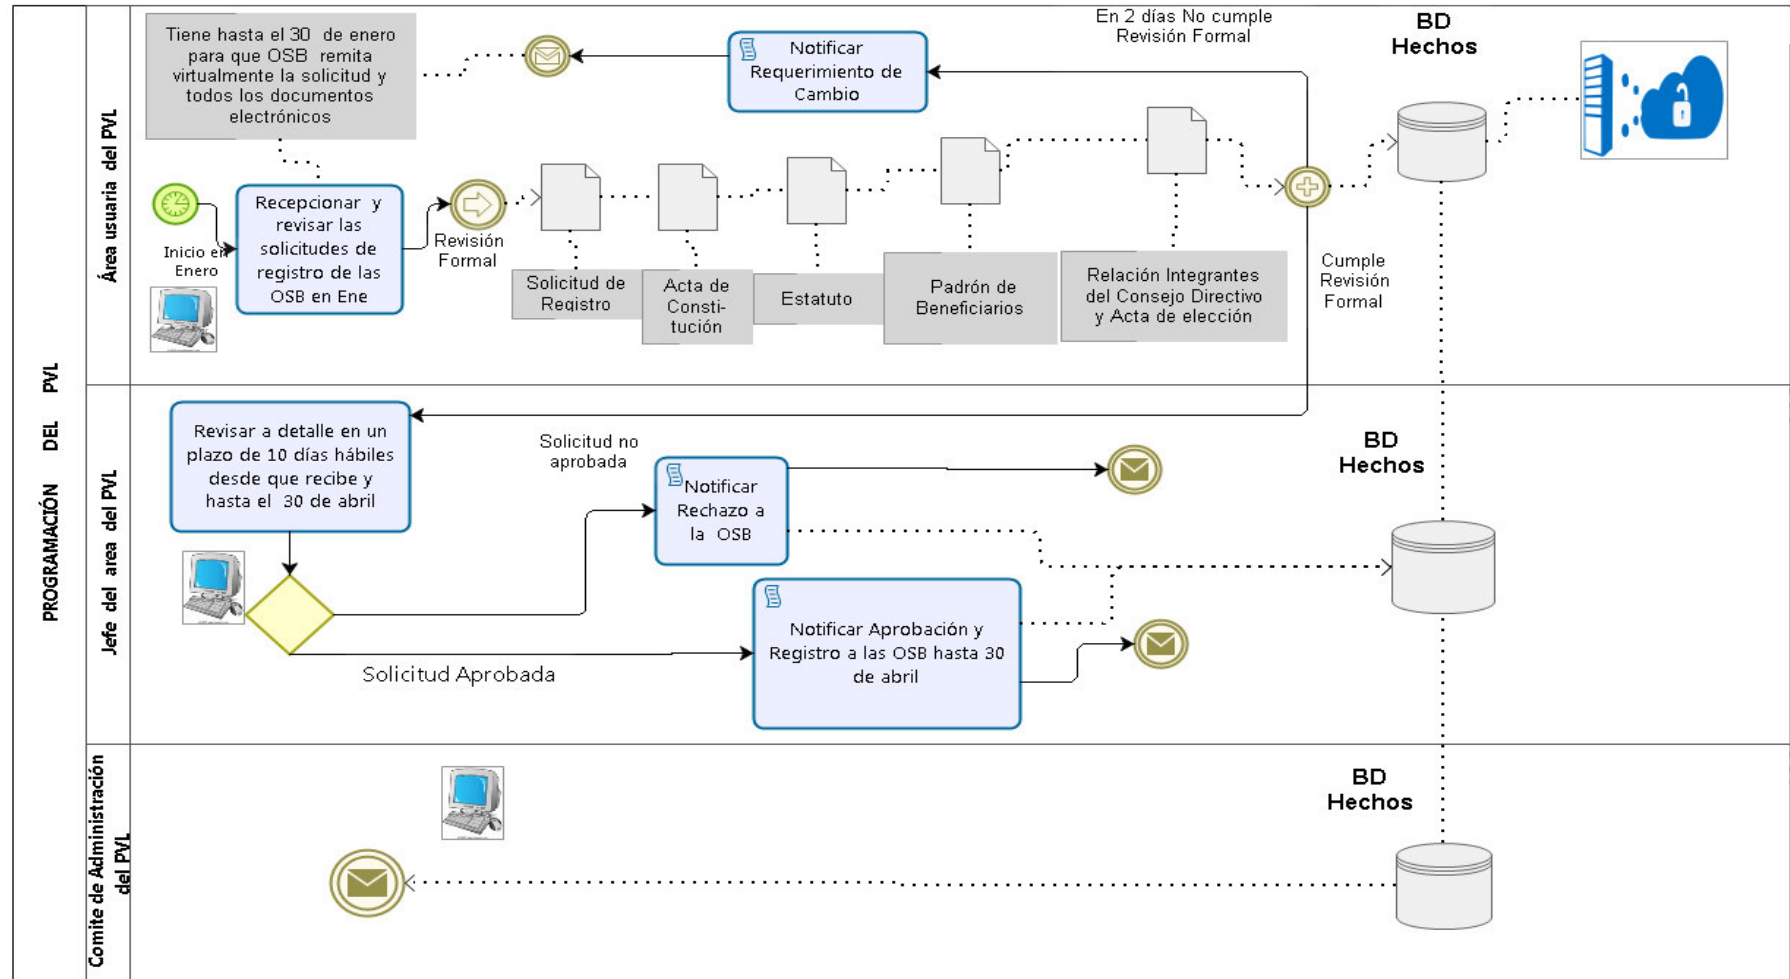 PROGRAMACIÓN DEL PVL
Área usuaria del PVL
Tiene hasta el 30 de enero
para que OSB remita
virtualmente la solicitud y
todos los documentos
electrónicos
Notificar
Requerimiento de
Cambio
En 2 días No cumple
Revisión Formal
BD
Hechos
Inicio en
Enero
Recepcionar y
revisar las
solicitudes de
registro de las
OSB en Ene
Revisión
Formal
Solicitud de
Registro
Acta de
Consti-
tución
Estatuto
Padrón de
Beneficiarios
Relación Integrantes
del Consejo Directivo
y Acta de elección
Cumple
Revisión
Formal
Jefe del area del PVL
Revisar a detalle en un
plazo de 10 días hábiles
desde que recibe y
hasta el 30 de abril
Solicitud no
aprobada
Notificar
Rechazo a
la OSB
BD
Hechos
Solicitud Aprobada
Notificar Aprobación y
Registro a las OSB hasta 30
de abril
Comite de Administración
del PVL
BD
Hechos